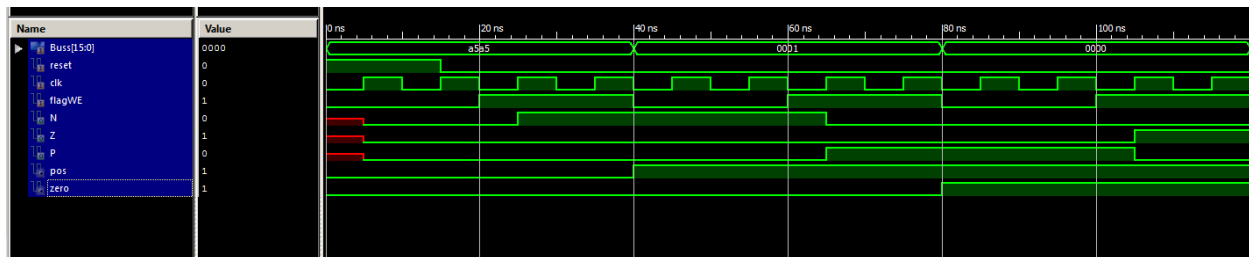 Name Value 0 ns 20 ns 40 ns 60 ns 80 ns 100 ns
Buss[15:0] 0000 a5a5 0001 0000
reset 0
clk 0
flagWE 1
N 0
Z 1
P 0
pos 1
zero 1